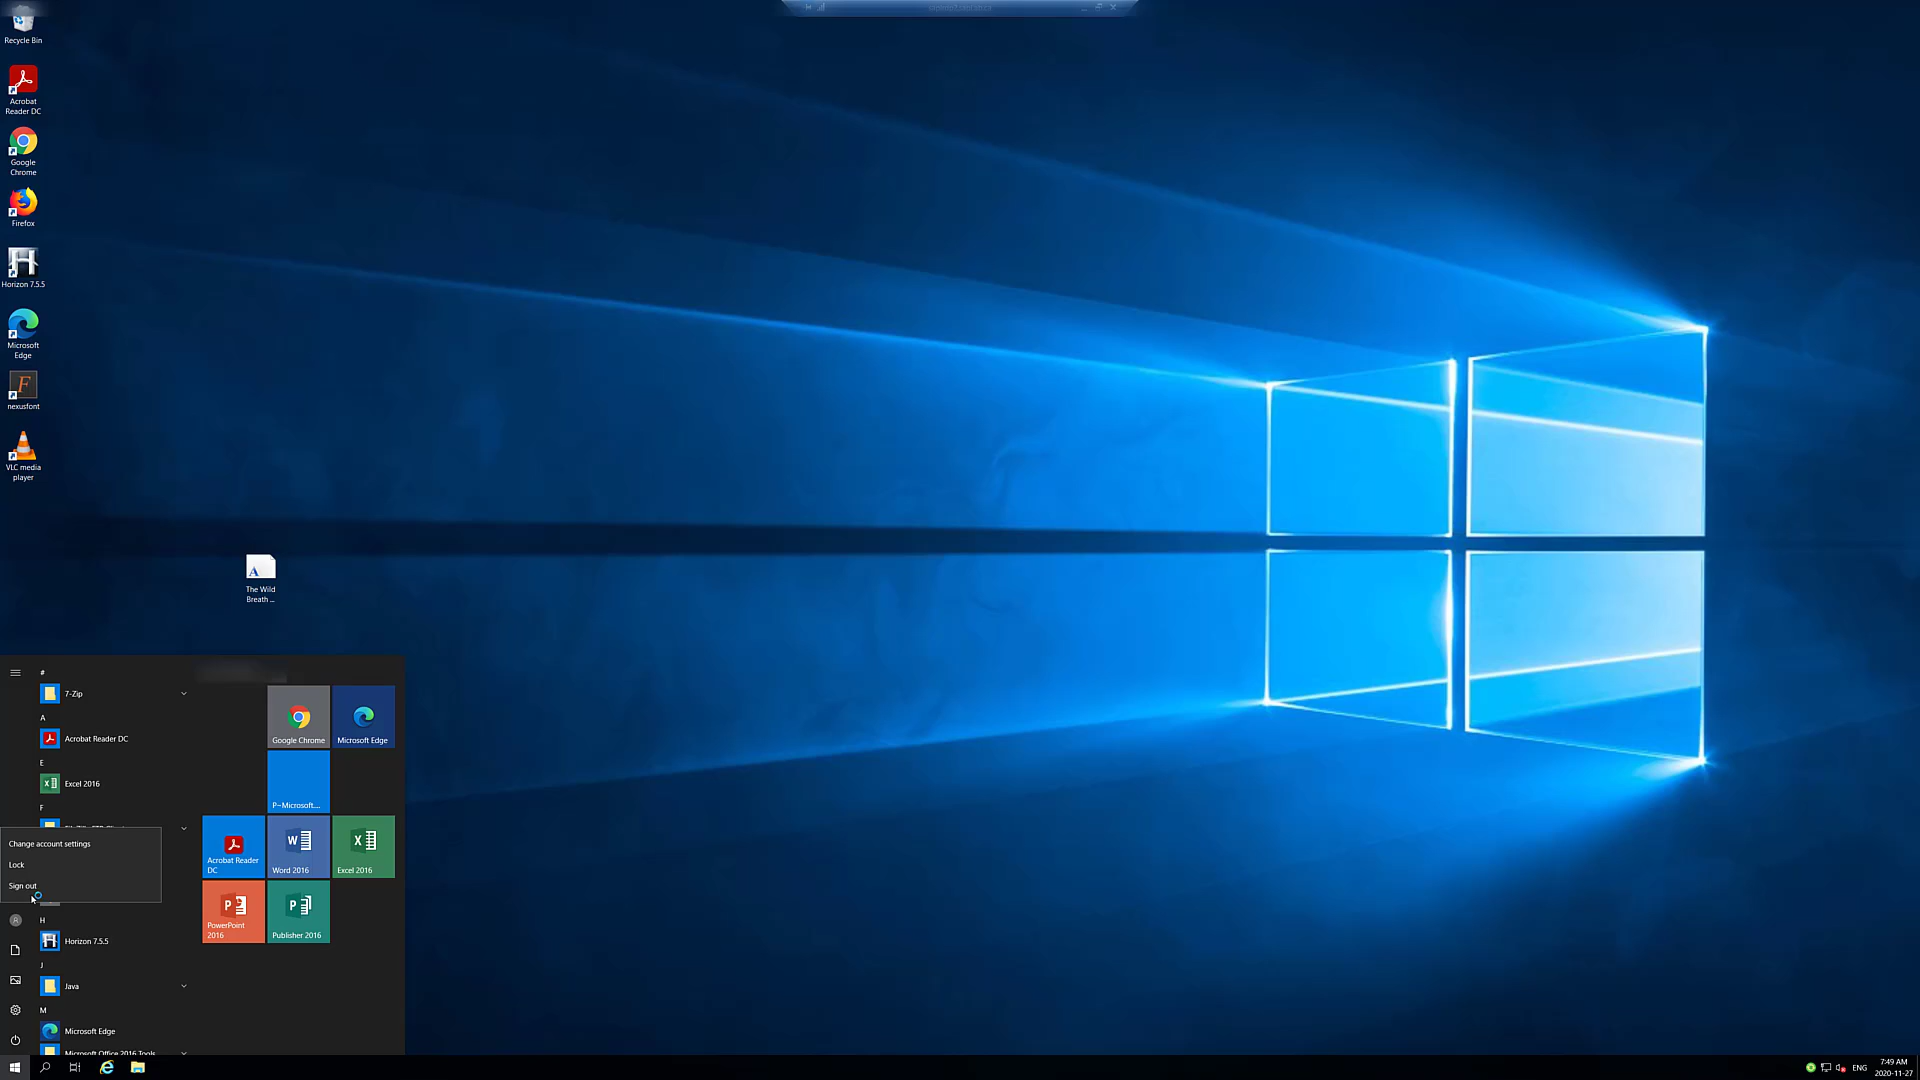 Recycle Bin
Acrobat
Reader DC
Google
Chrome
Firefox
Horizon 7.5.5
Microsoft
Edge
nexusfont
VLC media
player
The Wild
Breath ...
#
7-Zip
A
Acrobat Reader DC
E
Excel 2016
F
Change account settings
Lock
Sign out
H
Horizon 7.5.5
J
Java
M
Microsoft Edge
Microsoft Office 2016 Tools
Google Chrome
Microsoft Edge
P~Microsoft....
Acrobat Reader
DC
Word 2016
Excel 2016
PowerPoint
2016
Publisher 2016
ENG
7:49 AM
2020-11-27